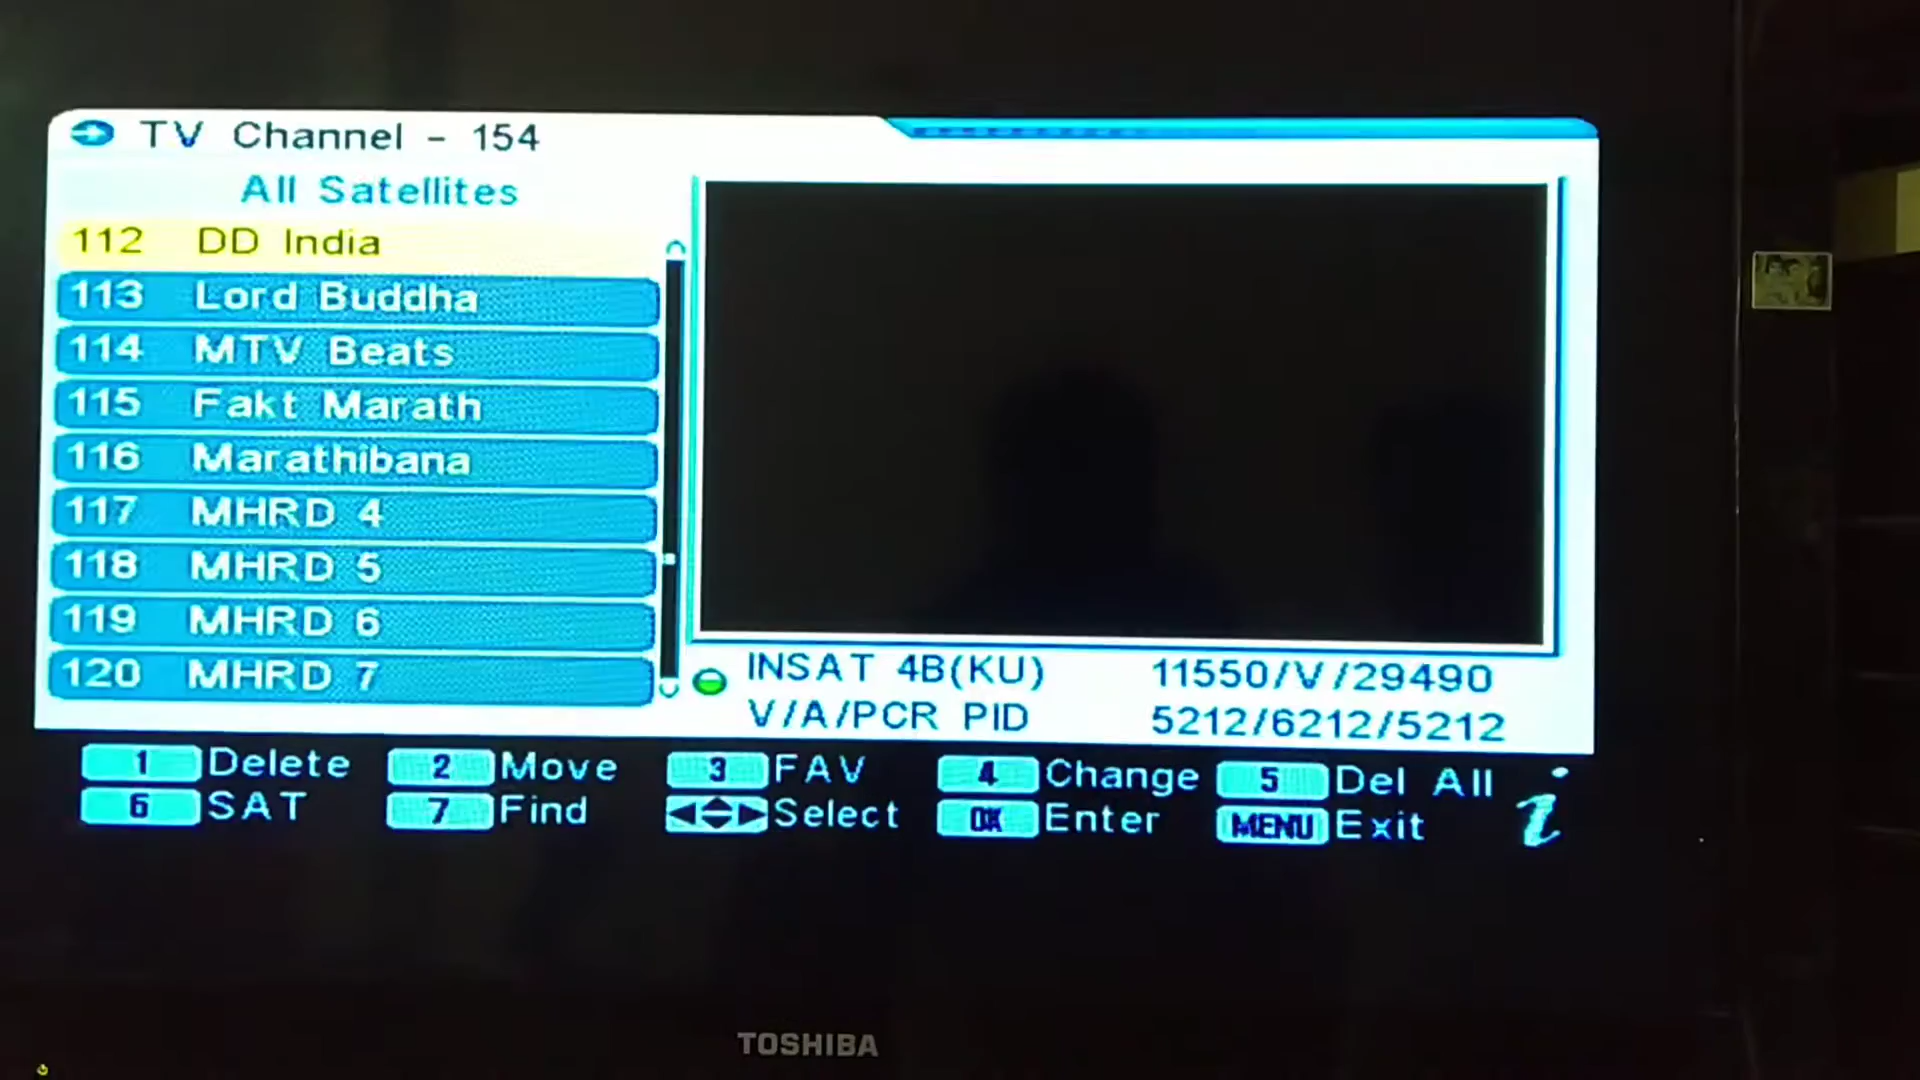 TV Channel - 154
All Satellites
112 DD India
113 Lord Buddha
114 MTV Beats
115 Fakt Marath
116 Marathibana
117 MHRD 4
118 MHRD 5
119 MHRD 6
120 MHRD 7
INSAT 4B(KU) 11550/V/29490
V/A/PCR PID 5212/6212/5212
1 Delete 2 Move 3 FAV 4 Change 5 Del All
6 SAT 7 Find Select OK Enter MENU Exit i
TOSHIBA